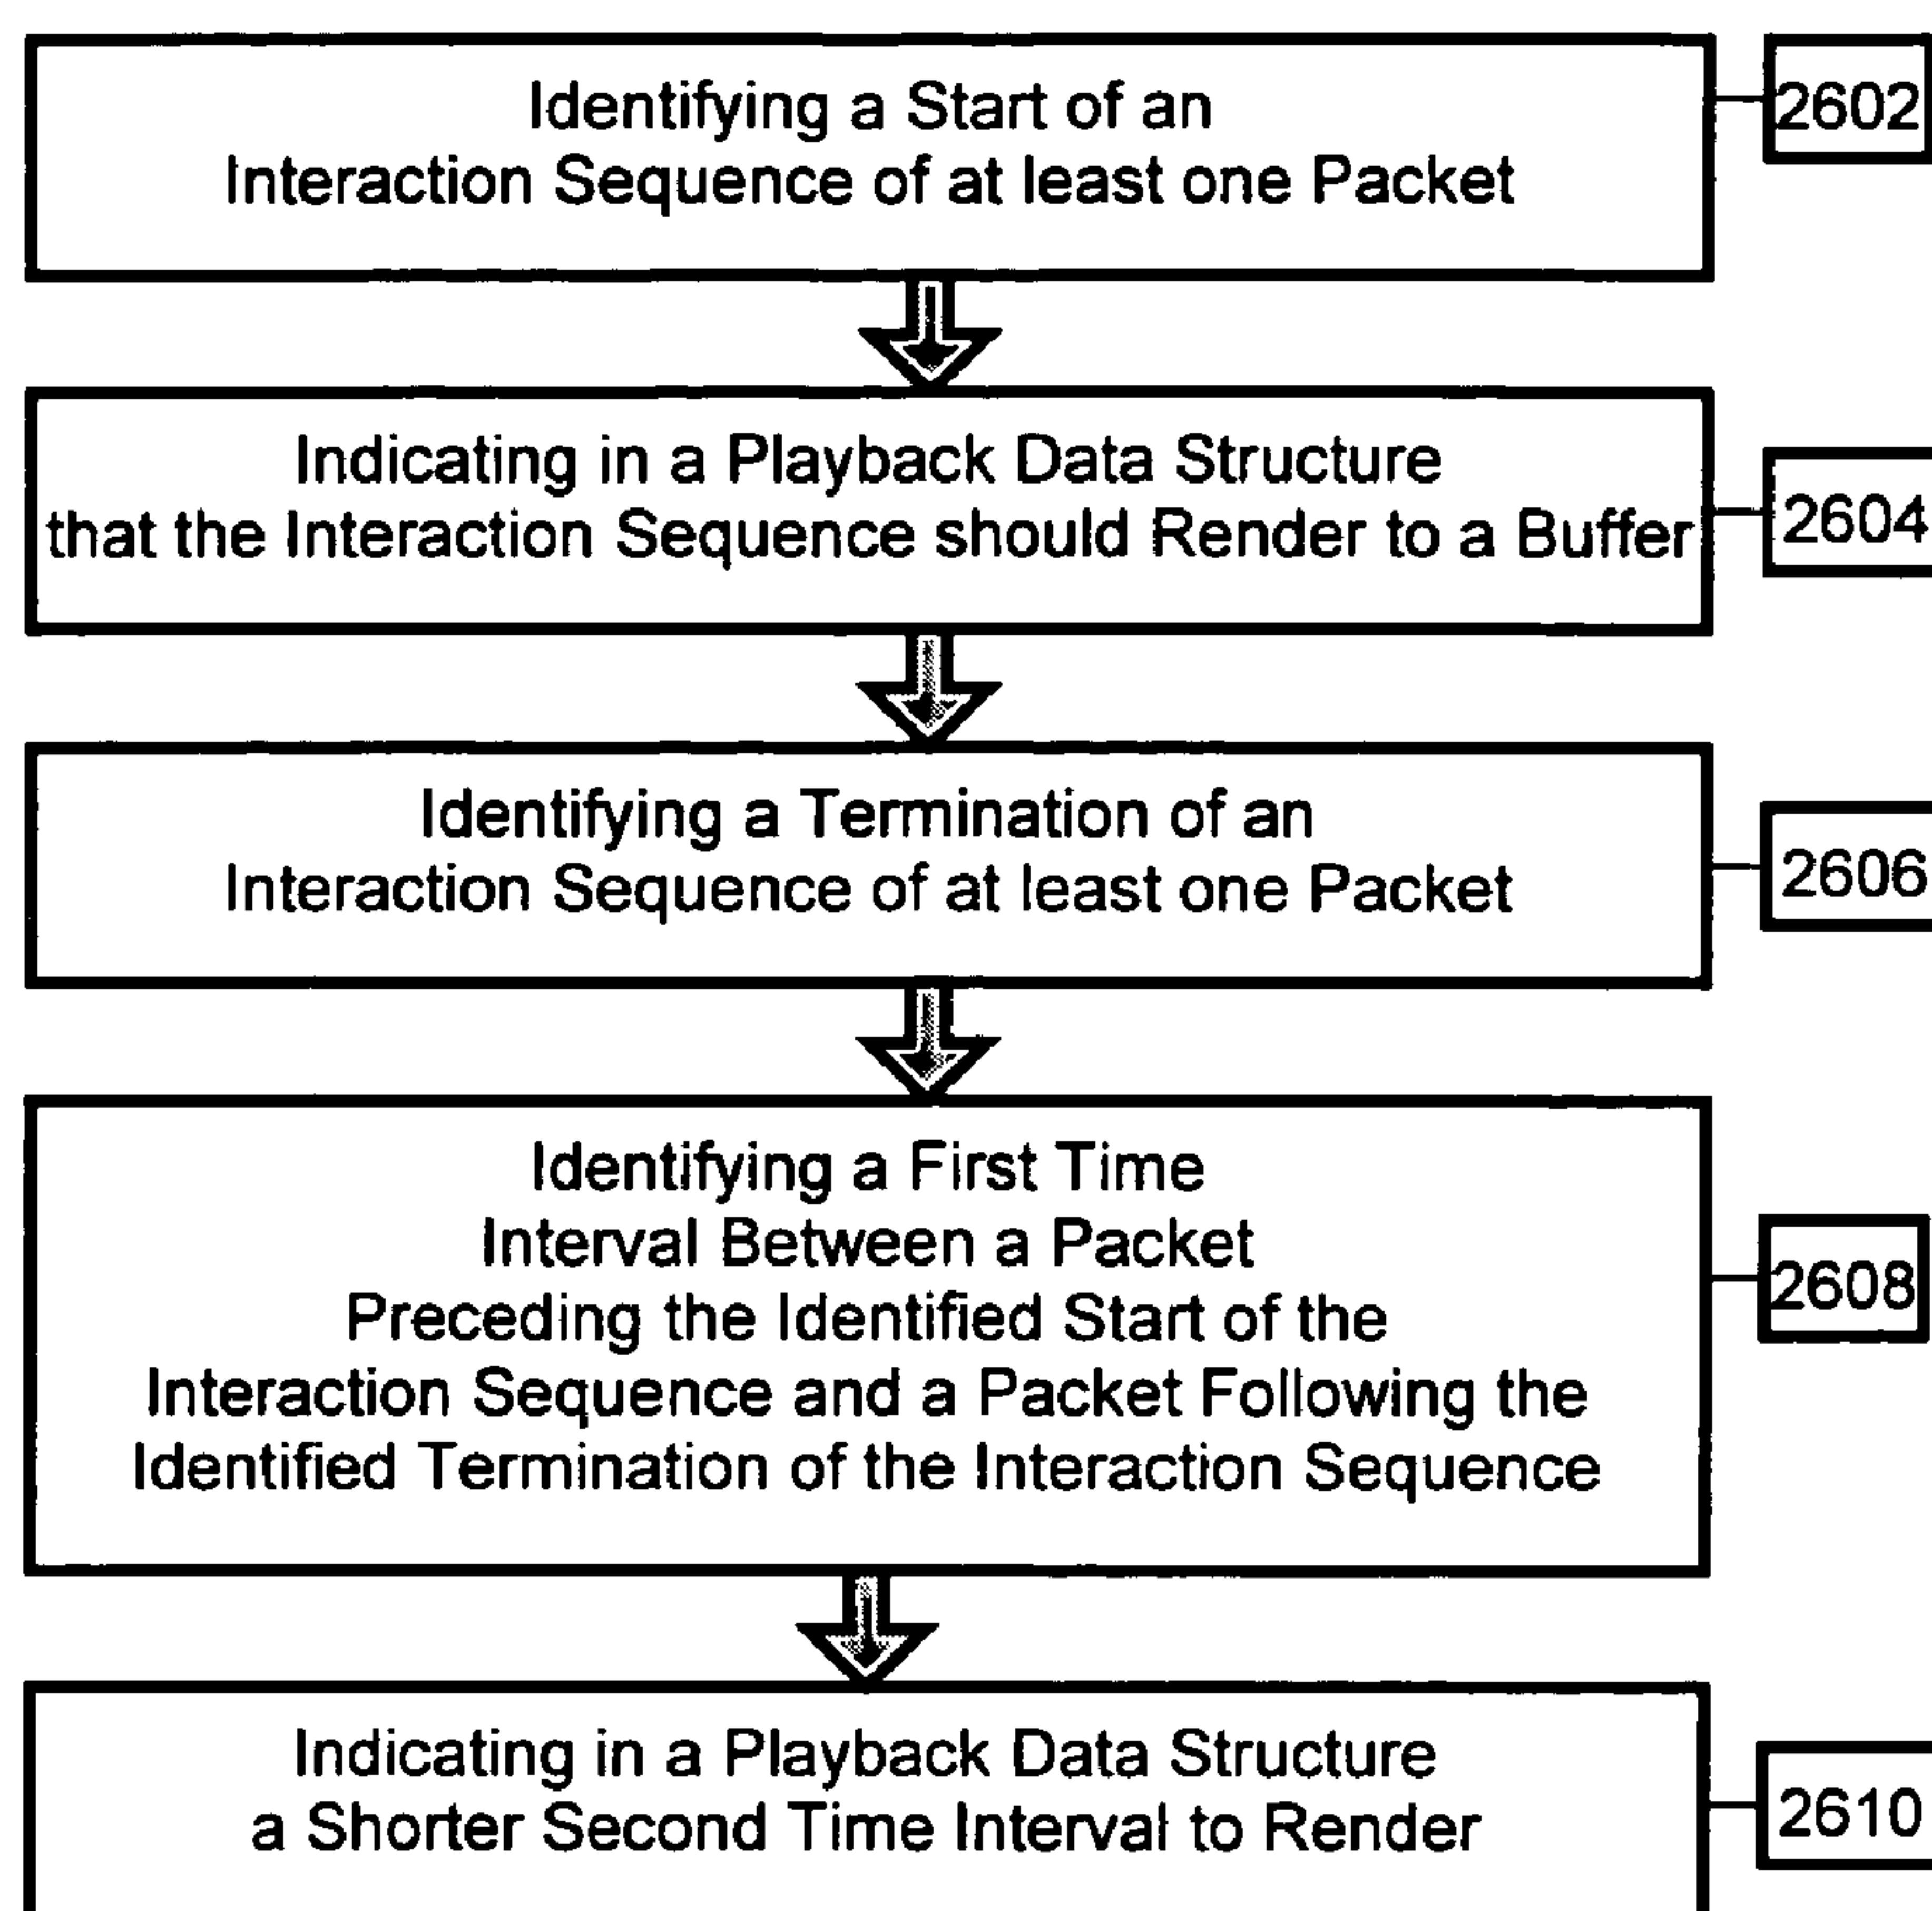 Identifying a Start of an
Interaction Sequence of at least one Packet
2602
Indicating in a Playback Data Structure
that the Interaction Sequence should Render to a Buffer
2604
Identifying a Termination of an
Interaction Sequence of at least one Packet
2606
Identifying a First Time
Interval Between a Packet
Preceding the Identified Start of the
Interaction Sequence and a Packet Following the
Identified Termination of the Interaction Sequence
2608
Indicating in a Playback Data Structure
a Shorter Second Time Interval to Render
2610